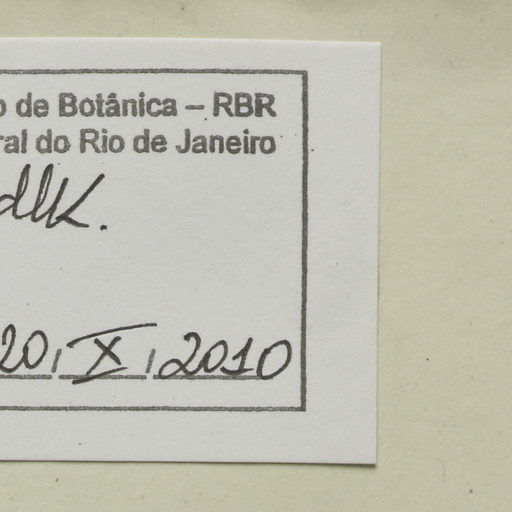 o de Botânica – RBR
ral do Rio de Janeiro
dlk.
20, X, 2010